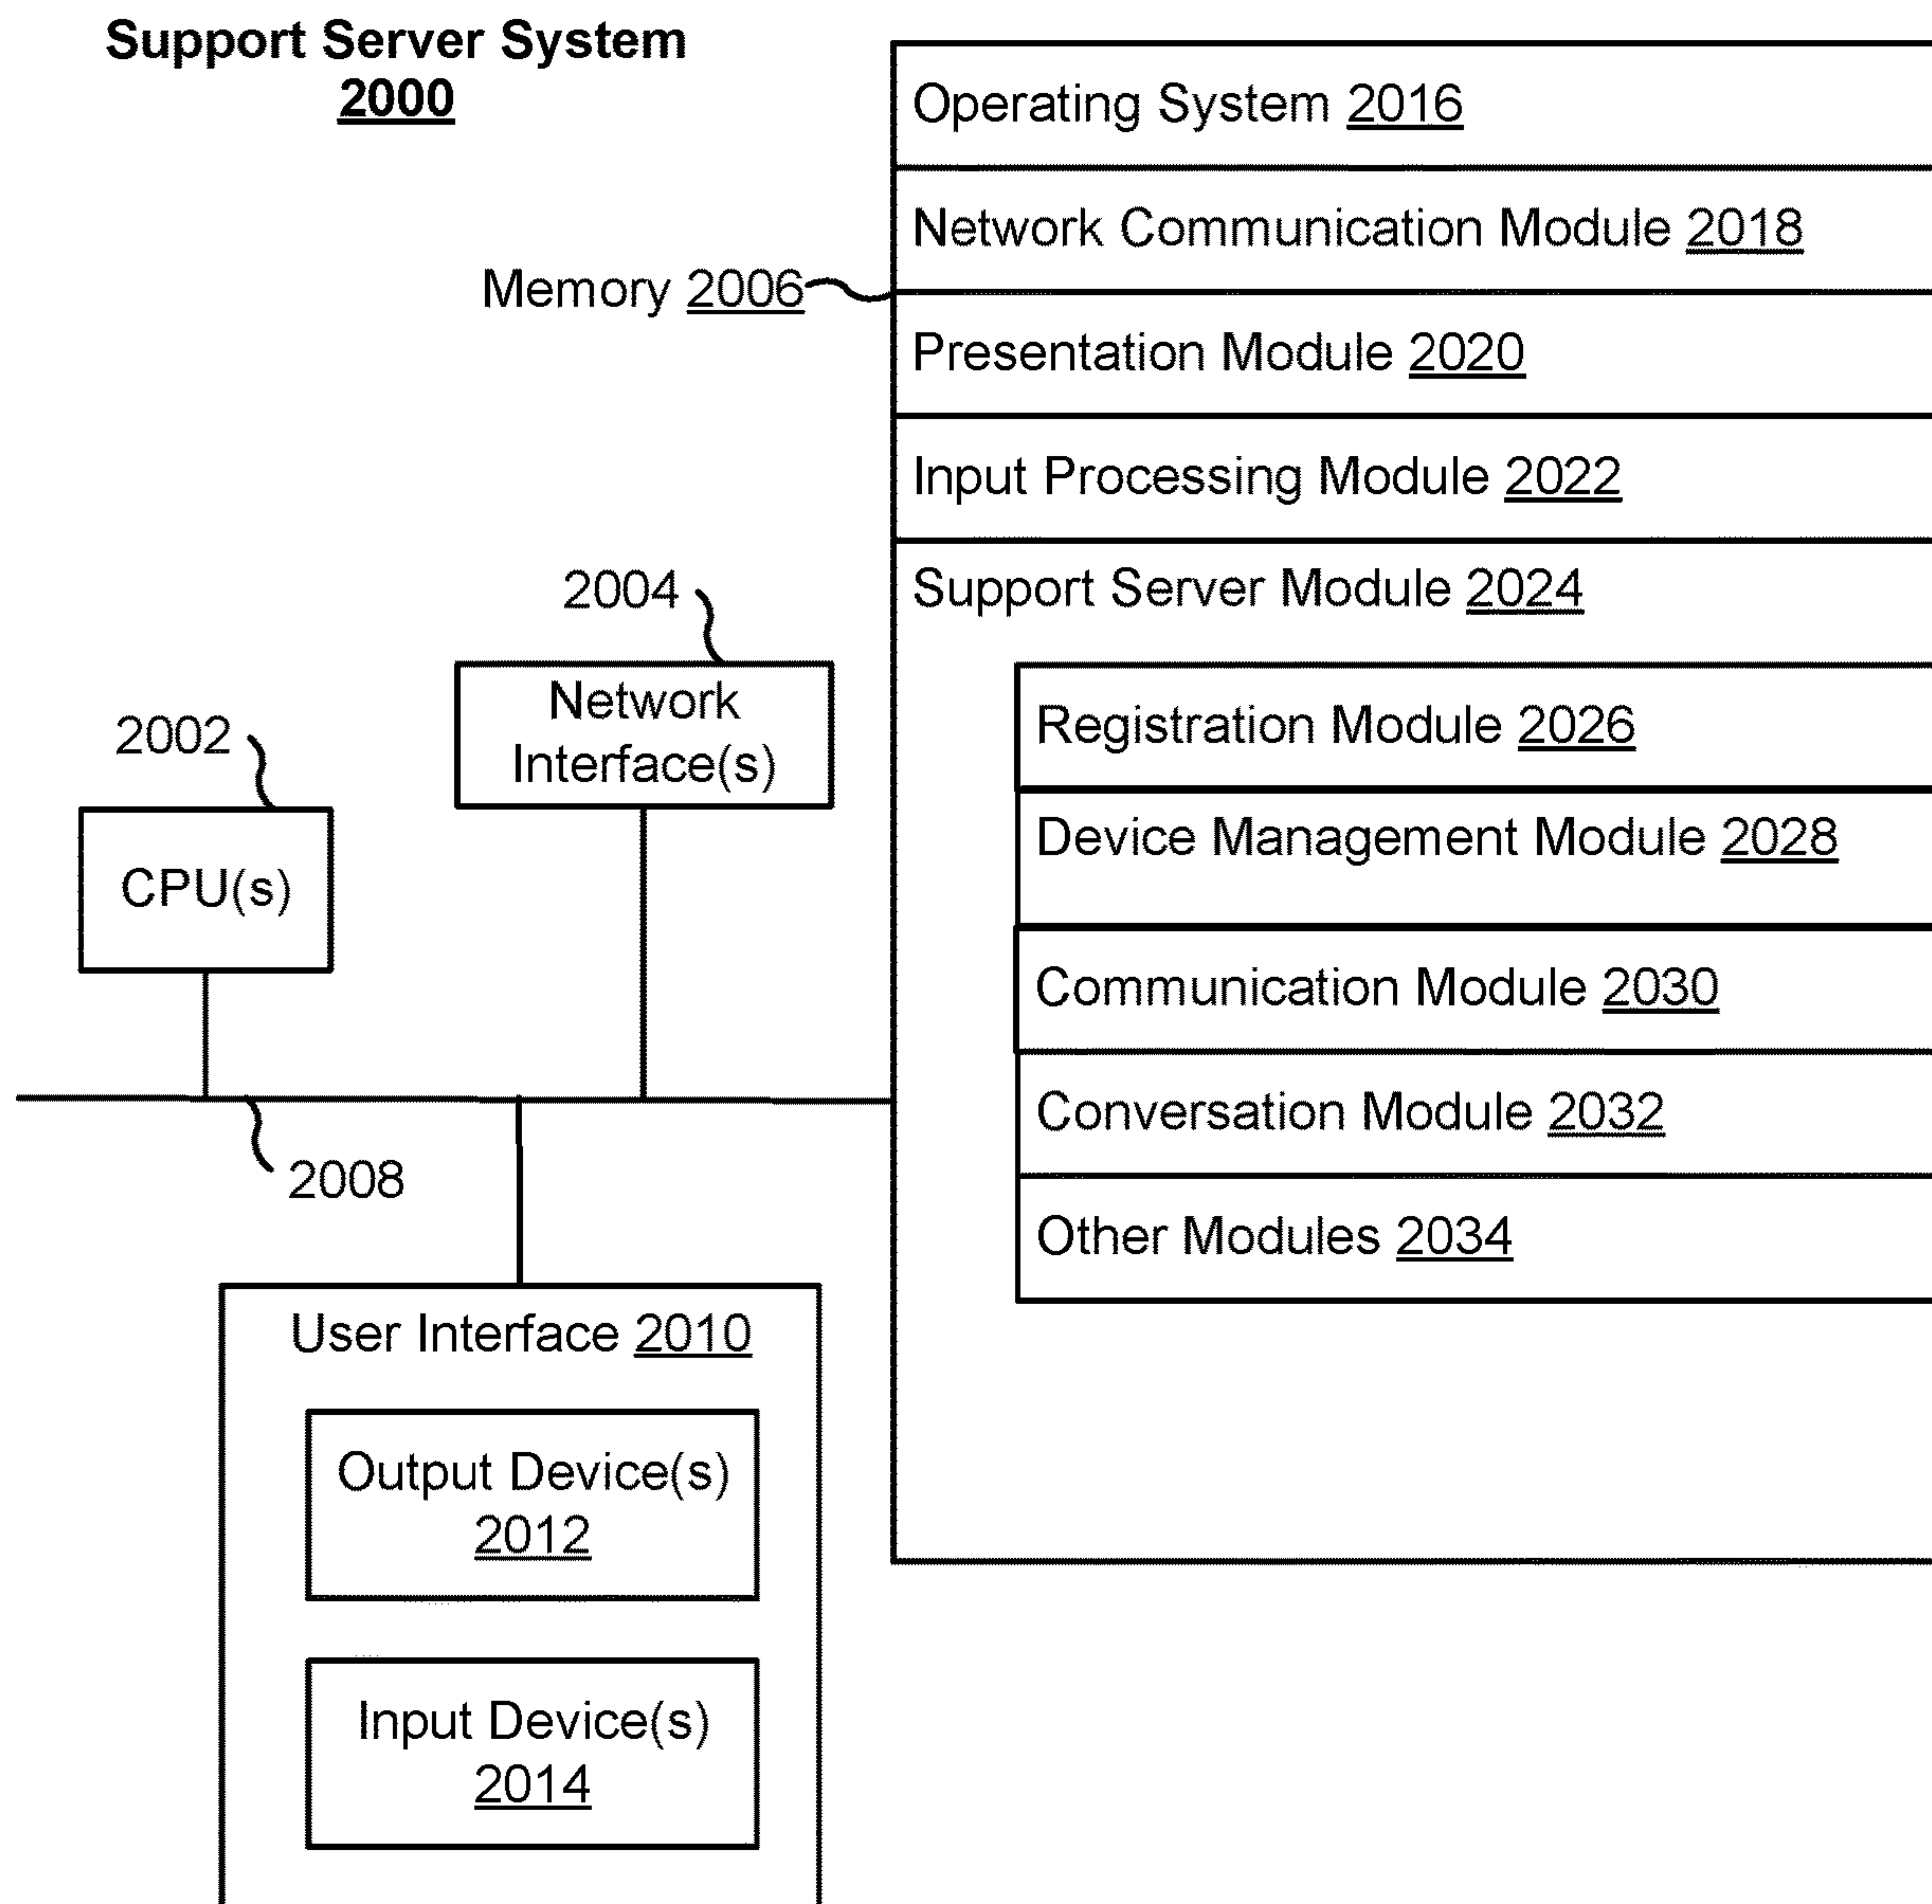 Support Server System
2000
Operating System 2016
Network Communication Module 2018
Memory 2006
Presentation Module 2020
Input Processing Module 2022
Support Server Module 2024
2004
Network
Interface(s)
Registration Module 2026
2002
Device Management Module 2028
CPU(s)
Communication Module 2030
Conversation Module 2032
2008
Other Modules 2034
User Interface 2010
Output Device(s)
2012
Input Device(s)
2014